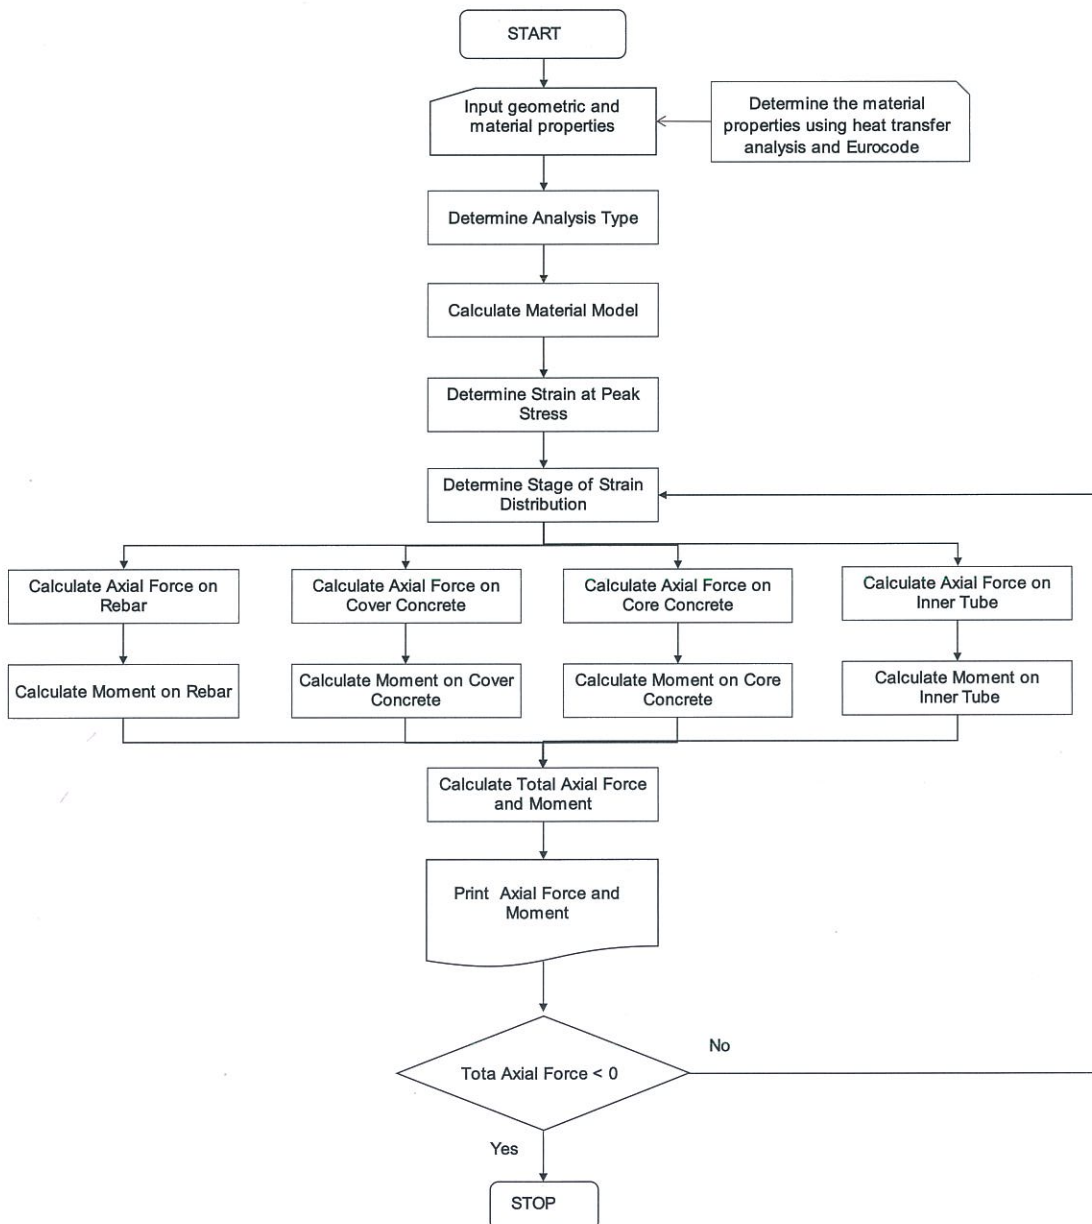 START
Input geometric and
material properties
Determine the material
properties using heat transfer
analysis and Eurocode
Determine Analysis Type
Calculate Material Model
Determine Strain at Peak
Stress
Determine Stage of Strain
Distribution
Calculate Axial Force on
Rebar
Calculate Axial Force on
Cover Concrete
Calculate Axial Force on
Core Concrete
Calculate Axial Force on
Inner Tube
Calculate Moment on Rebar
Calculate Moment on Cover
Concrete
Calculate Moment on Core
Concrete
Calculate Moment on
Inner Tube
Calculate Total Axial Force
and Moment
Print Axial Force and
Moment
Tota Axial Force < 0
No
Yes
STOP